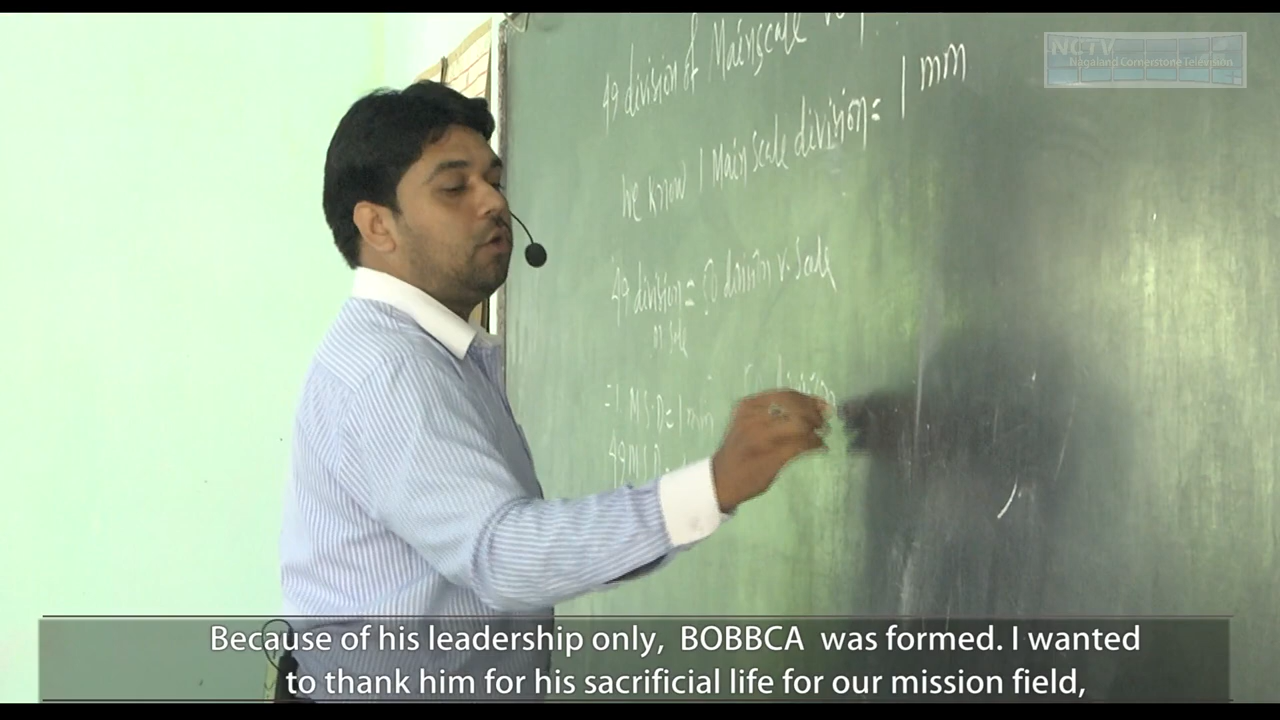 NCTV
Nagaland Cornerstone Television
49 division of Mainscale
We know 1 Main Scale division = 1 mm
49 division = 50 division v. Scale
M.S.D = 1 mm
division
49 M.S.D =
Because of his leadership only, BOBBCA was formed. I wanted
to thank him for his sacrificial life for our mission field,